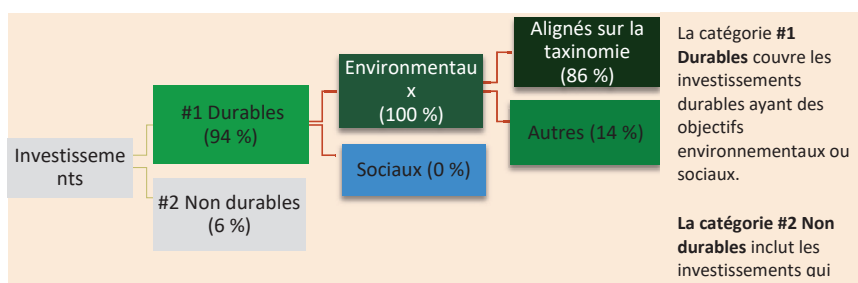 Investisseme
nts
#1 Durables
(94 %)
#2 Non durables
(6 %)
Environnementau
x
(100 %)
Sociaux (0 %)
Alignés sur la
taxinomie
(86 %)
Autres (14 %)
La catégorie #1
Durables couvre les
investissements
durables ayant des
objectifs
environnementaux ou
sociaux.
La catégorie #2 Non
durables inclut les
investissements qui